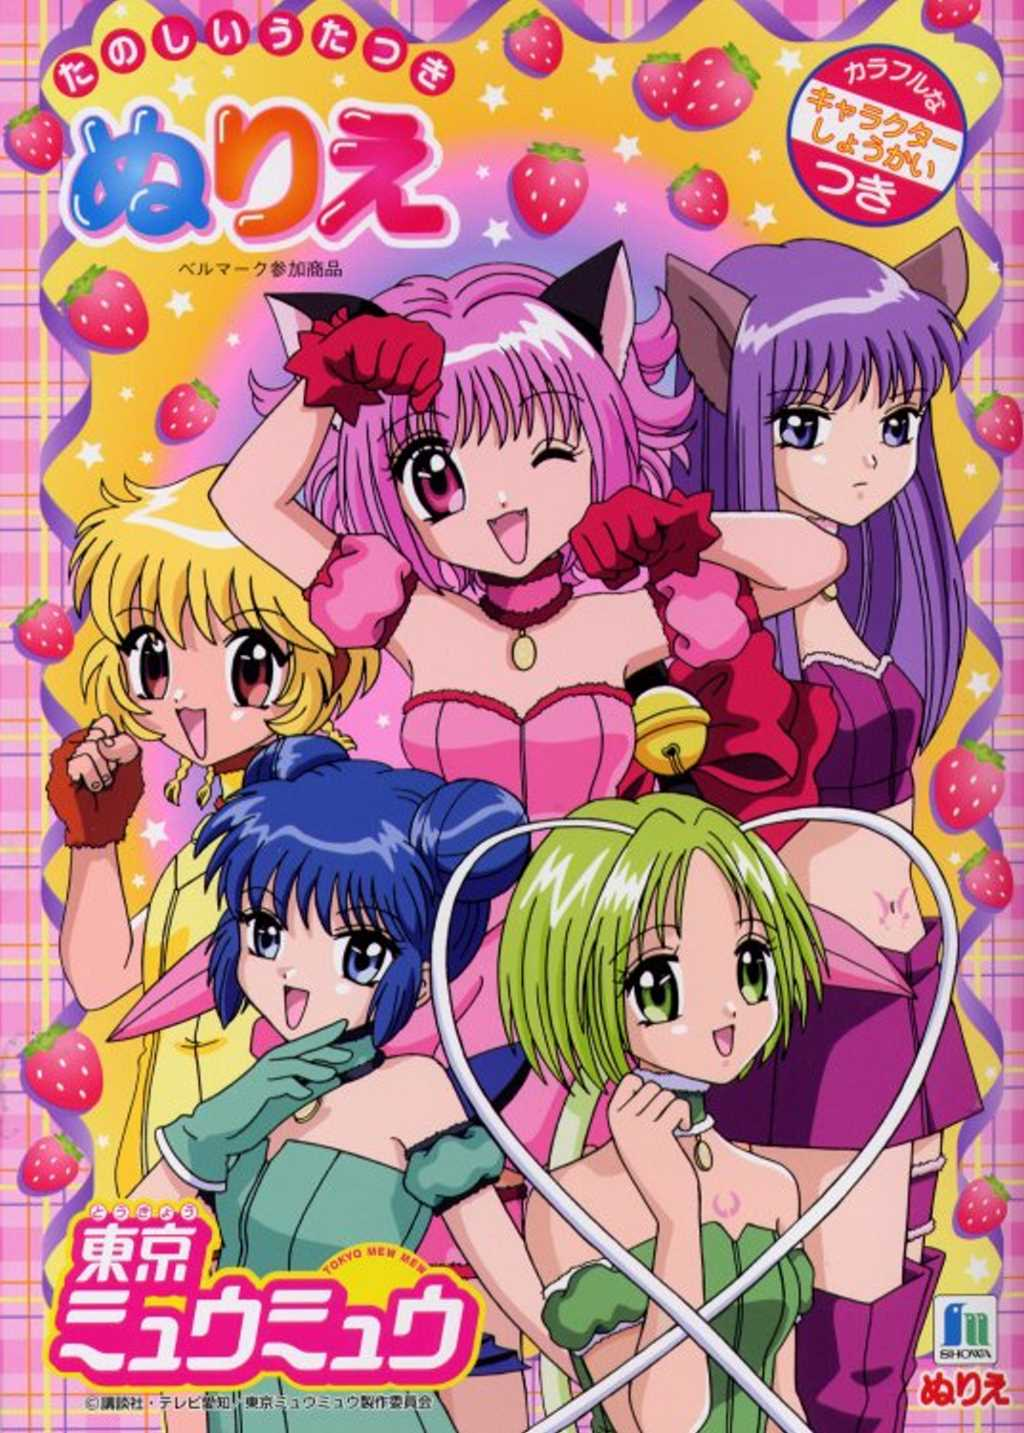 たのしいうたつき
ぬりえ
ベルマーク参加商品
カラフルな
キャラクター
しょうかい
つき
とうきょう
東京
TOKYO MEW MEW
ミュウミュウ
©講談社・テレビ愛知・東京ミュウミュウ製作委員会
SHOWA
ぬりえ